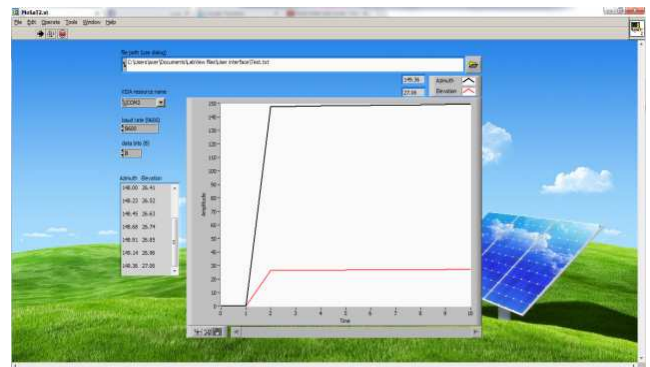 MeSaT2.vi
File Edit Operate Tools Window Help
file path (use dialog)
C:\Users\user\Documents\LabView files\User Interface\Test.txt
149.36 Azimuth
27.06 Elevation
VISA resource name
COM3
baud rate (9600)
9600
data bits (8)
8
Azimuth Elevation
148.00 26.41
148.23 26.52
148.45 26.63
148.68 26.74
148.91 26.85
149.14 26.96
149.36 27.06
Amplitude
150
140
130
120
110
100
90
80
70
60
50
40
30
20
10
0
0 1 2 3 4 5 6 7 8 9 10
Time